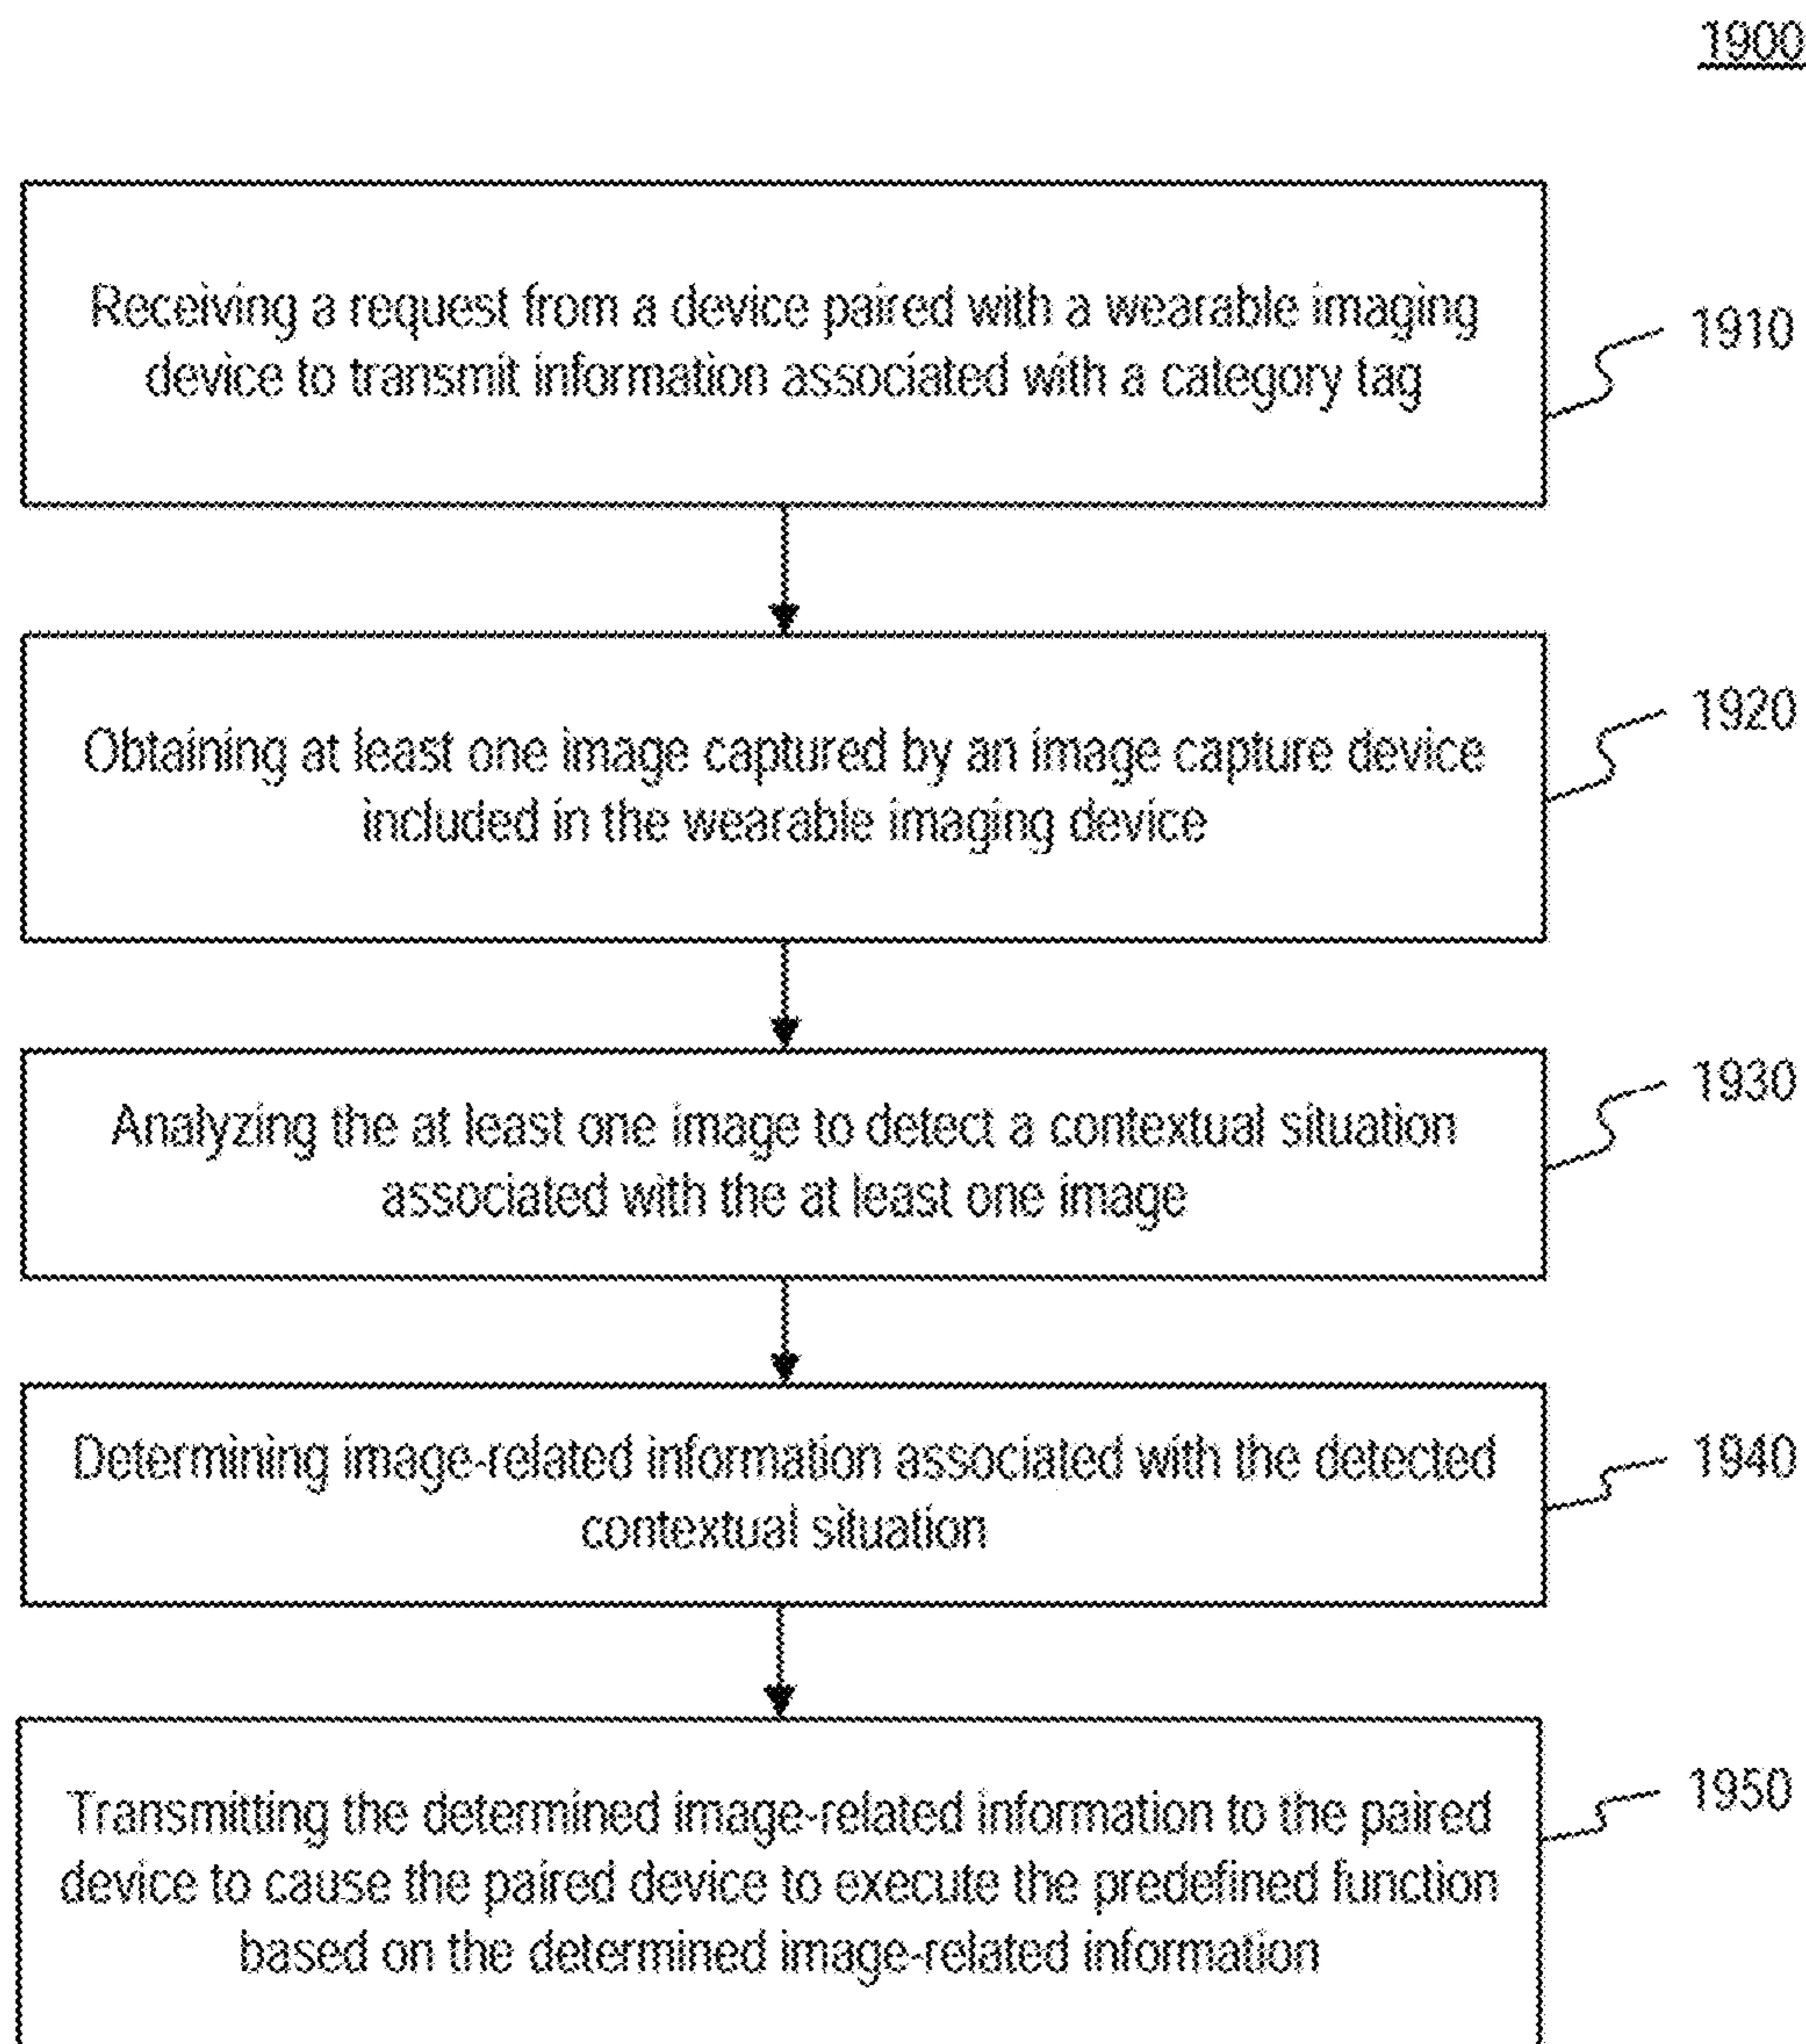 1900
Receiving a request from a device paired with a wearable imaging
device to transmit information associated with a category tag
1910
Obtaining at least one image captured by an image capture device
included in the wearable imaging device
1920
Analyzing the at least one image to detect a contextual situation
associated with the at least one image
1930
Determining image-related information associated with the detected
contextual situation
1940
Transmitting the determined image-related information to the paired
device to cause the paired device to execute the predefined function
based on the determined image-related information
1950